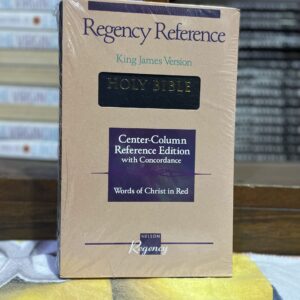 Regency Reference
King James Version
HOLY BIBLE
Center-Column
Reference Edition
with Concordance
Words of Christ in Red
NELSON
Regency